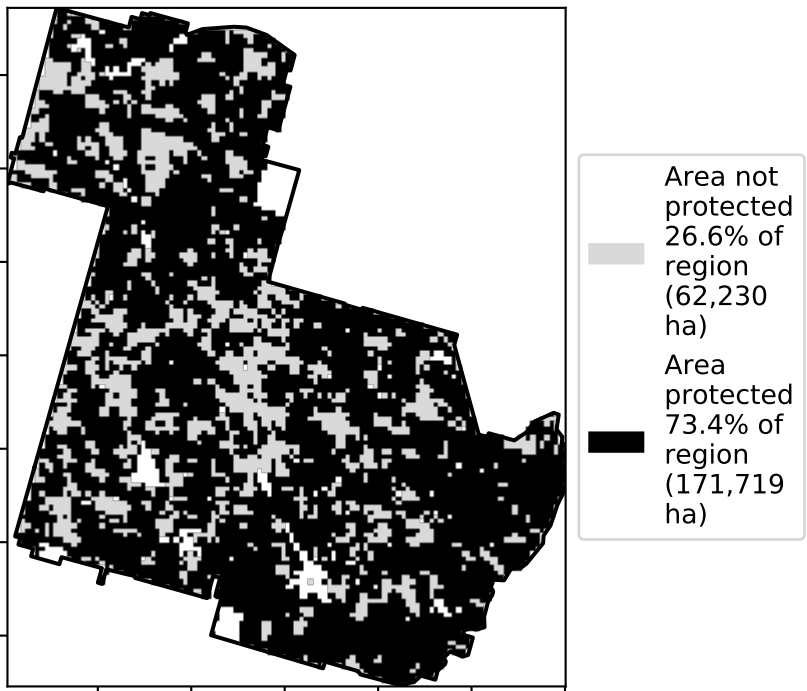 Area not
protected
26.6% of
region
(62,230
ha)
Area
protected
73.4% of
region
(171,719
ha)